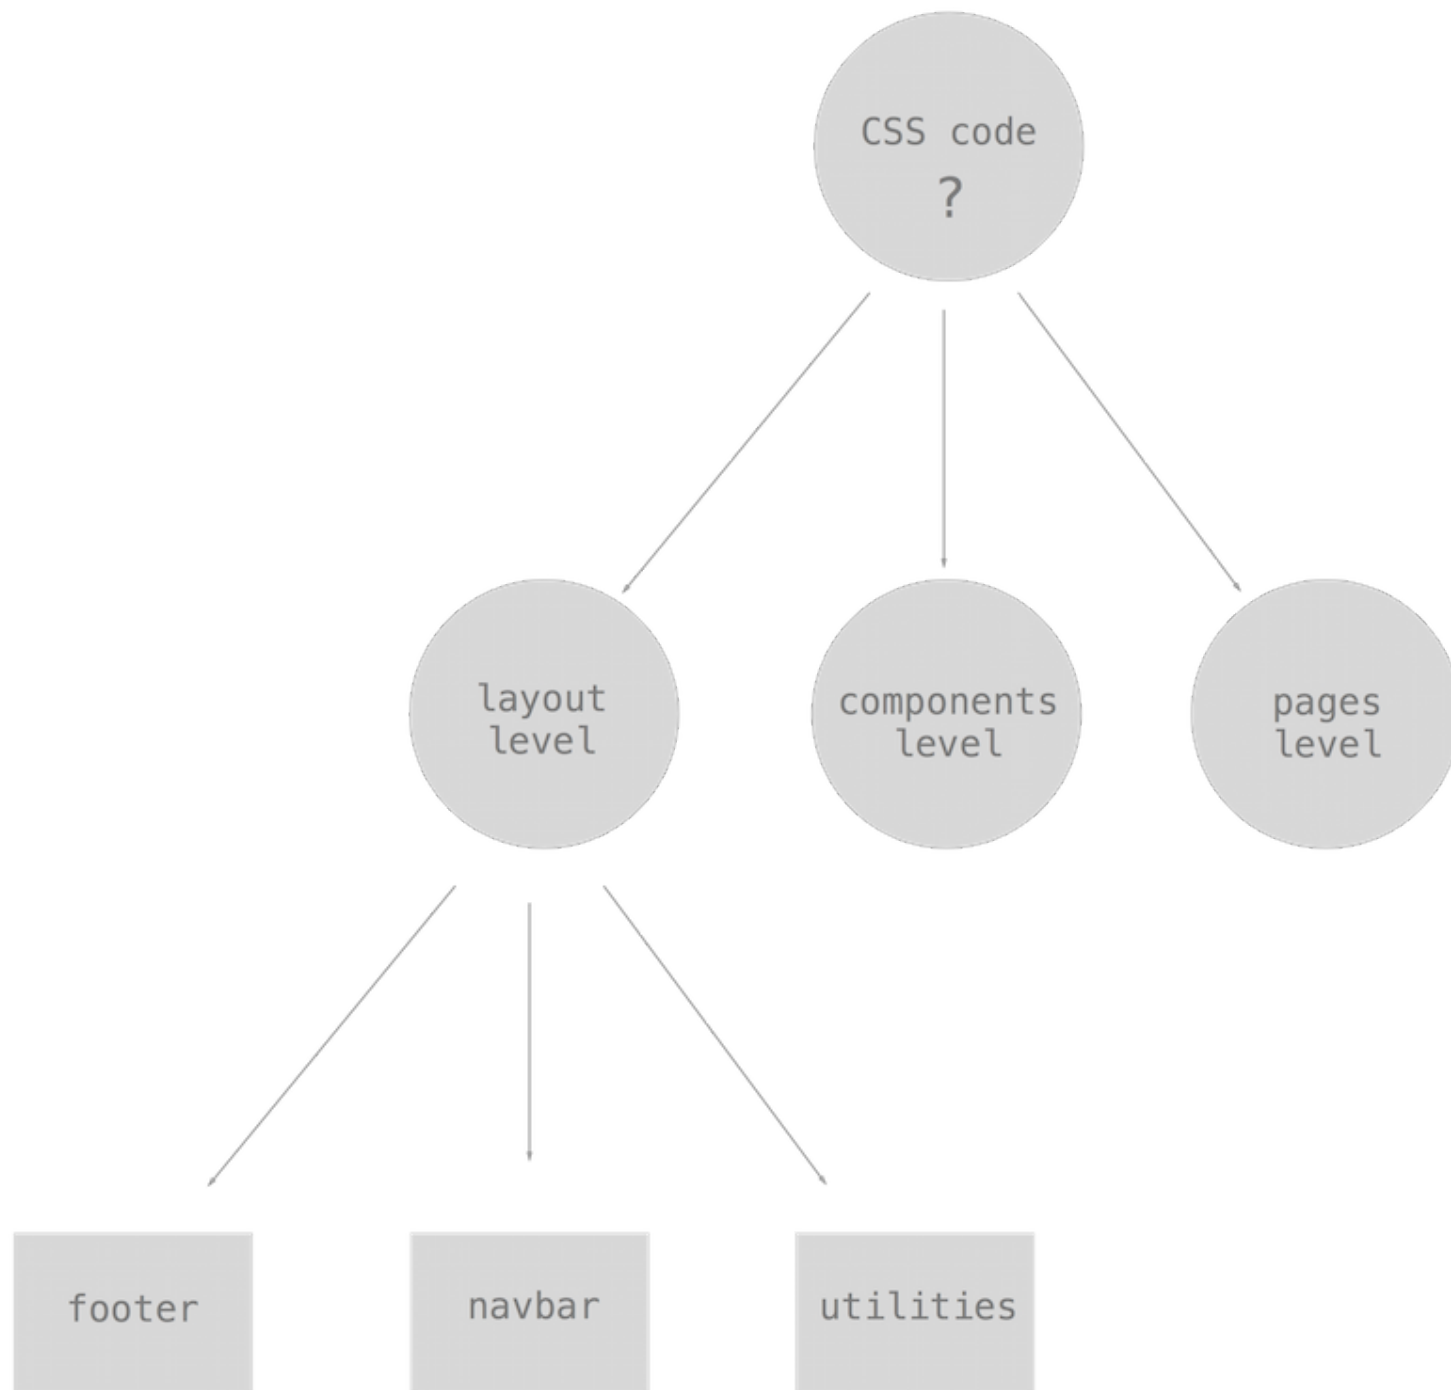 CSS code
?
layout
level
components
level
pages
level
footer
navbar
utilities